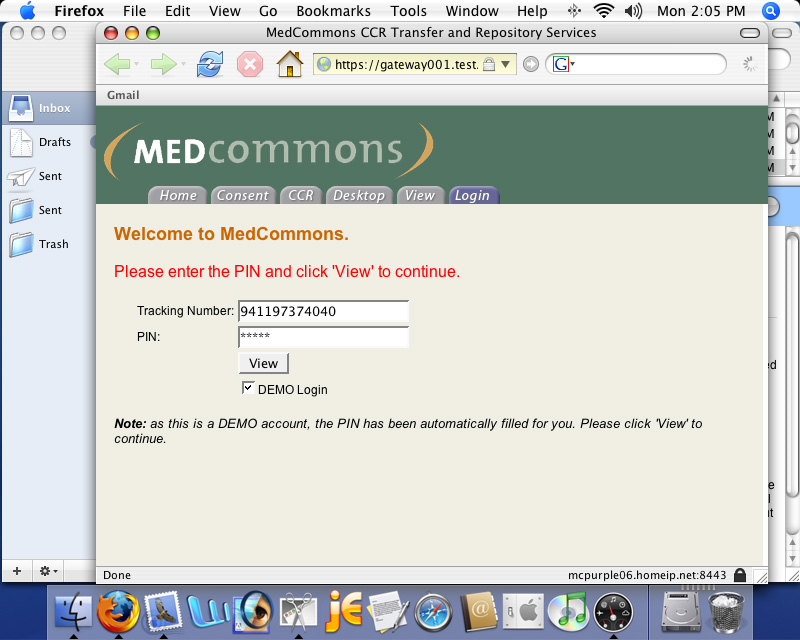 Firefox File Edit View Go Bookmarks Tools Window Help Mon 2:05 PM
MedCommons CCR Transfer and Repository Services
https://gateway001.test.
G
Gmail
Inbox
Drafts
Sent
Sent
Trash
MEDcommons
Home Consent CCR Desktop View Login
Welcome to MedCommons.
Please enter the PIN and click 'View' to continue.
Tracking Number: 941197374040
PIN: *****
View
DEMO Login
Note: as this is a DEMO account, the PIN has been automatically filled for you. Please click 'View' to
continue.
Done mcpurple06.homeip.net:8443